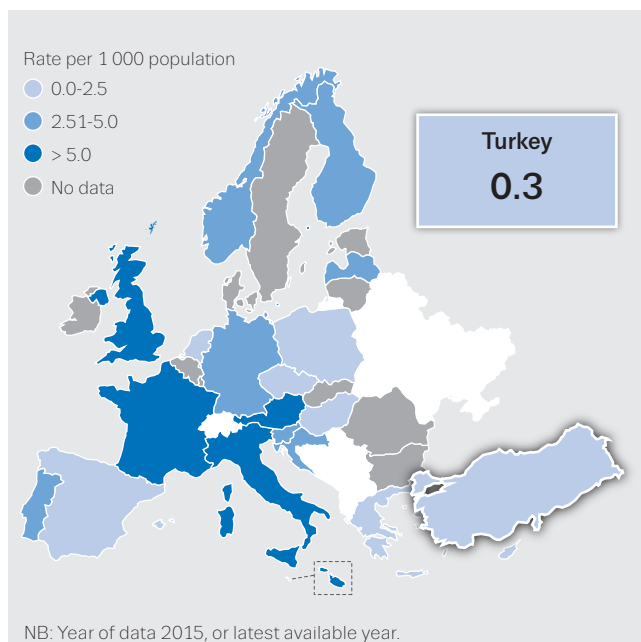 Rate per 1 000 population
0.0-2.5
2.51-5.0
> 5.0
No data
Turkey
0.3
NB: Year of data 2015, or latest available year.